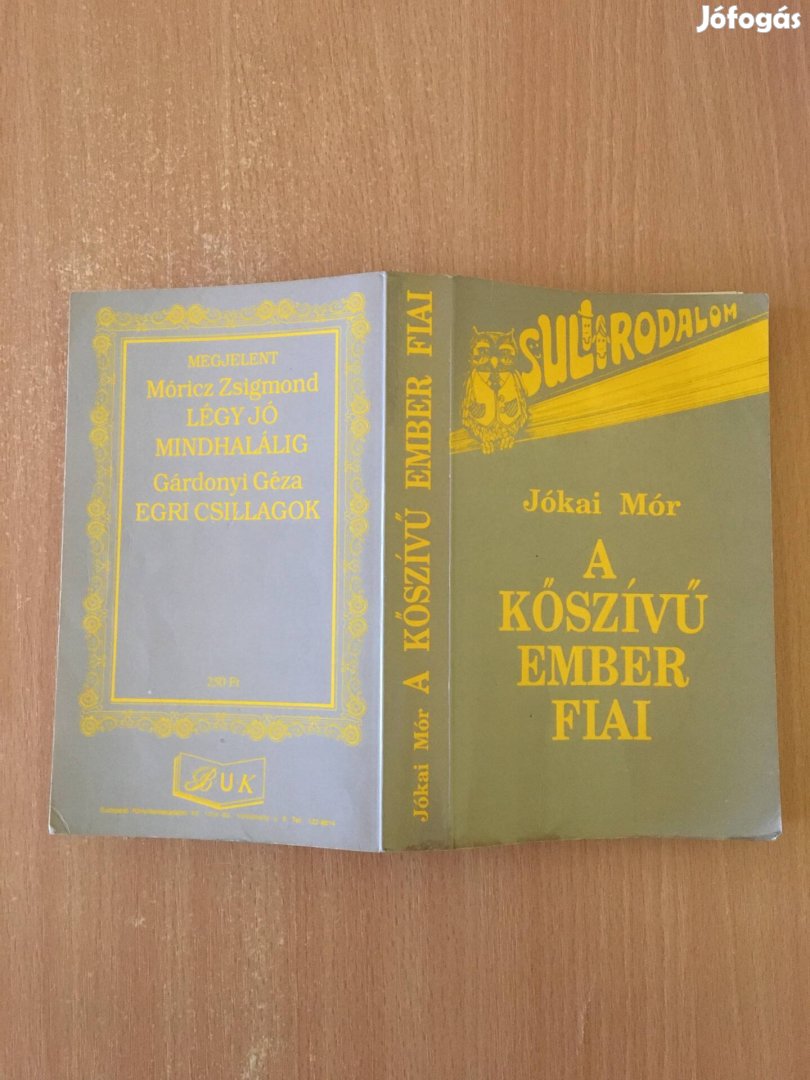 Jófogás
MEGJELENT
Móricz Zsigmond
LÉGY JÓ
MINDHALÁLIG
Gárdonyi Géza
EGRI CSILLAGOK
250 Ft
BUK
Jókai Mór A KŐSZÍVŰ EMBER FIAI
SULIRODALOM
Jókai Mór
A
KŐSZÍVŰ
EMBER
FIAI